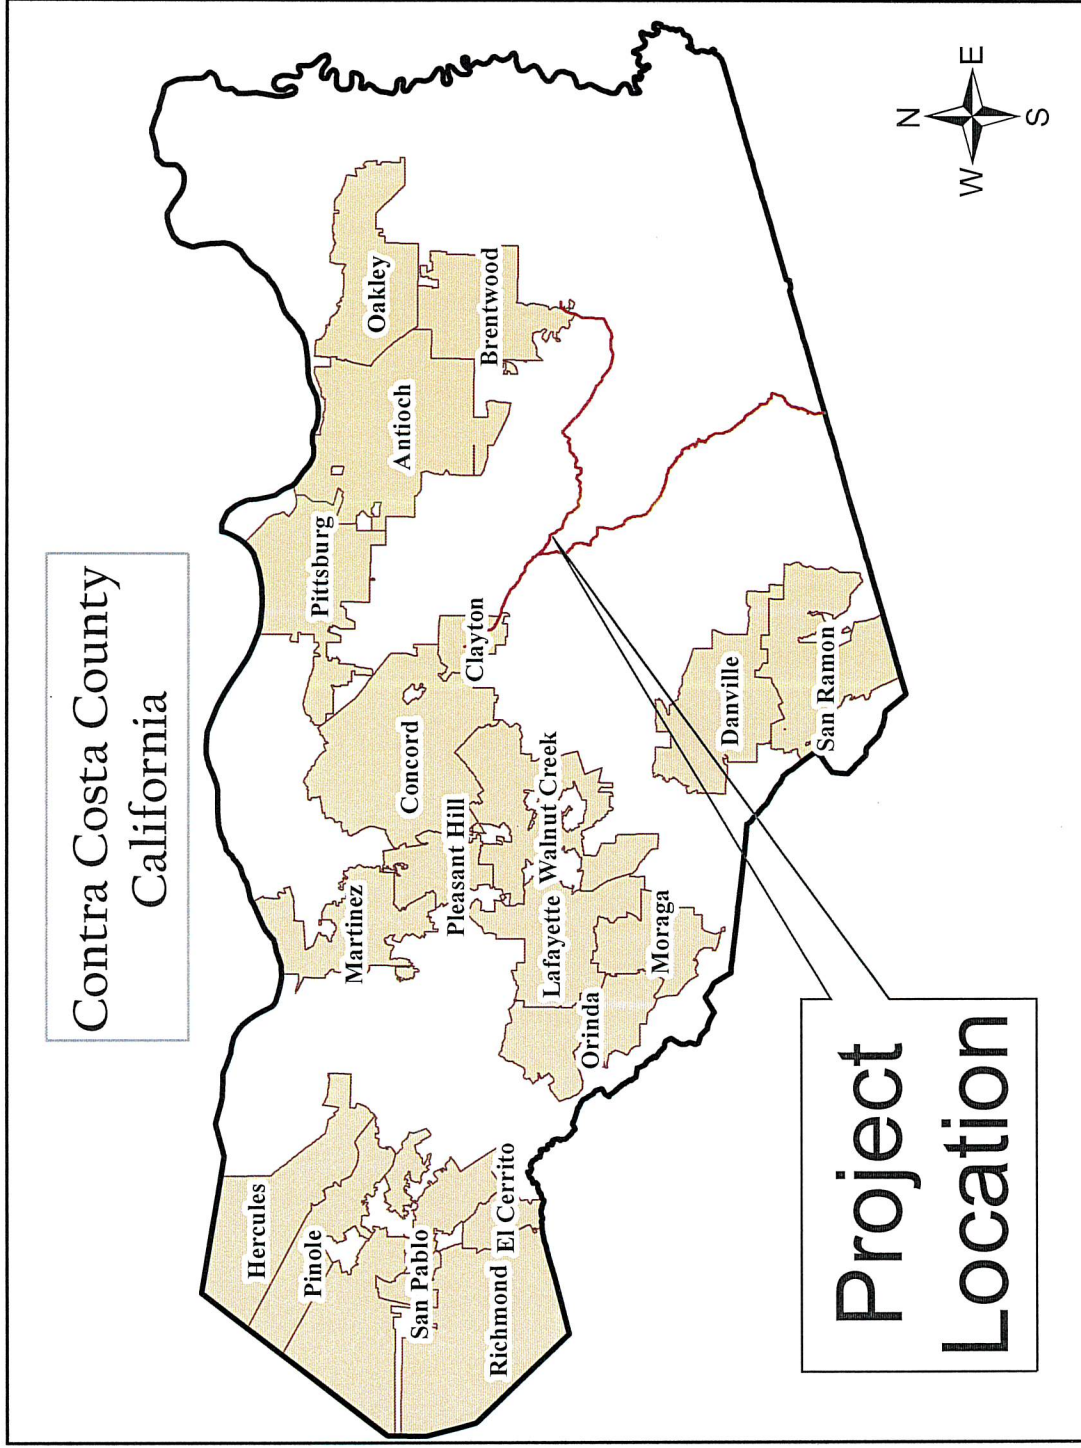 Contra Costa County
California
Hercules
Pinole
San Pablo
Richmond
El Cerrito
Martinez
Pleasant Hill
Concord
Clayton
Pittsburg
Antioch
Oakley
Brentwood
Lafayette
Walnut Creek
Orinda
Moraga
Danville
San Ramon
Project
Location
N
W
E
S